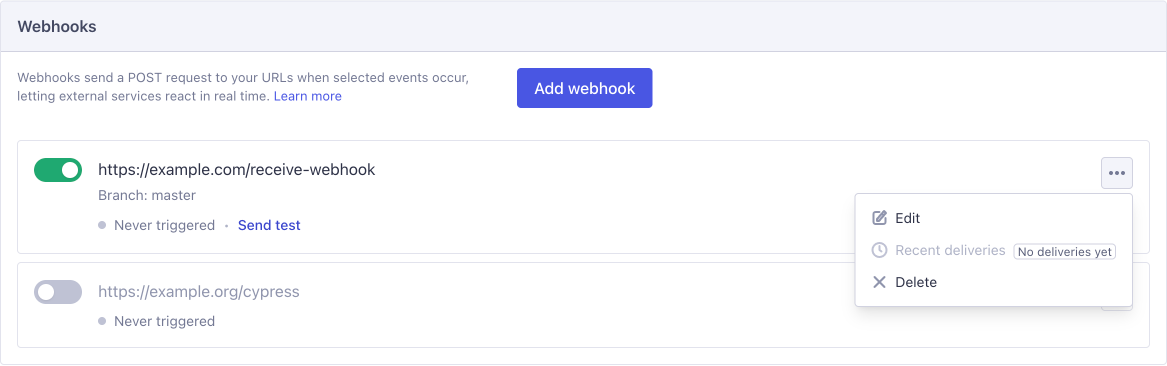 Webhooks
Webhooks send a POST request to your URLs when selected events occur,
letting external services react in real time. Learn more
Add webhook
https://example.com/receive-webhook
Branch: master
Never triggered · Send test
Edit
Recent deliveries No deliveries yet
Delete
https://example.org/cypress
Never triggered